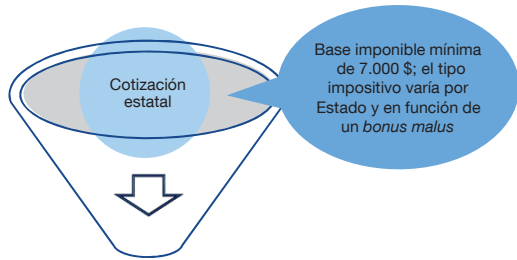 Cotización
estatal
Base imponible mínima
de 7.000 $; el tipo
impositivo varía por
Estado y en función de
un bonus malus